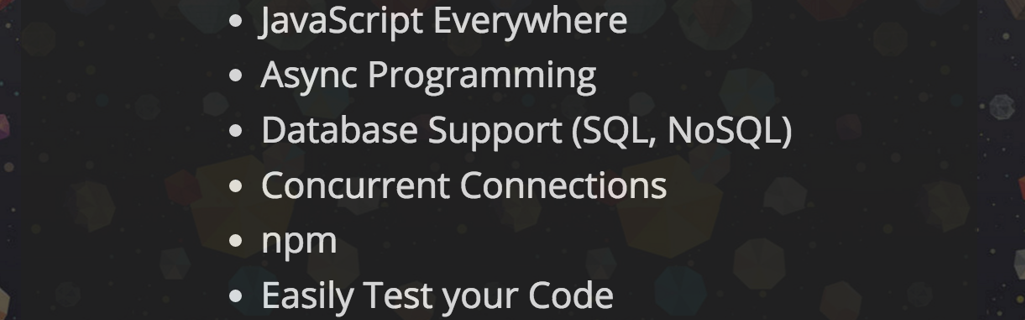 JavaScript Everywhere
Async Programming
Database Support (SQL, NoSQL)
Concurrent Connections
npm
Easily Test your Code